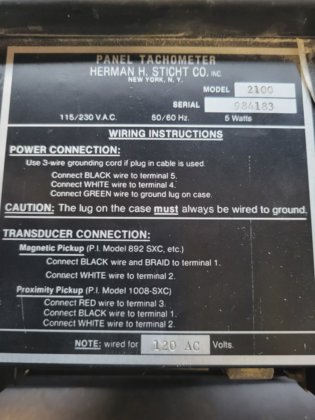 PANEL TACHOMETER
HERMAN H. STICHT CO. INC.
NEW YORK, N. Y.
MODEL 2100
SERIAL 984183
115/230 V.A.C. 50/60 Hz. 5 Watts
WIRING INSTRUCTIONS
POWER CONNECTION:
Use 3-wire grounding cord if plug in cable is used.
Connect BLACK wire to terminal 5.
Connect WHITE wire to terminal 4.
Connect GREEN wire to ground lug on case.
CAUTION: The lug on the case must always be wired to ground.
TRANSDUCER CONNECTION:
Magnetic Pickup (P.I. Model 892 SXC, etc.)
Connect BLACK wire and BRAID to terminal 1.
Connect WHITE wire to terminal 2.
Proximity Pickup (P.I. Model 1008-SXC)
Connect RED wire to terminal 3.
Connect BLACK wire to terminal 1.
Connect WHITE wire to terminal 2.
NOTE: wired for 120 AC Volts.